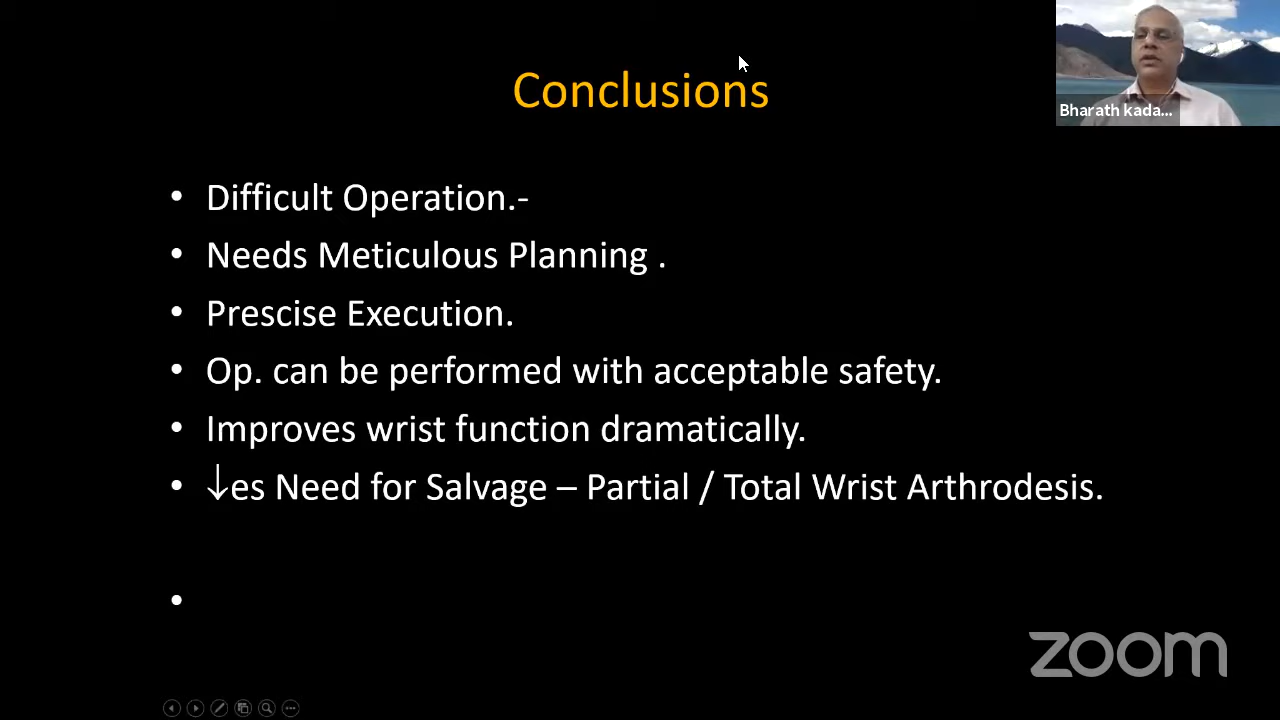 Conclusions
Bharath kada...
• Difficult Operation.-
• Needs Meticulous Planning .
• Prescise Execution.
• Op. can be performed with acceptable safety.
• Improves wrist function dramatically.
• ↓es Need for Salvage – Partial / Total Wrist Arthrodesis.
•
zoom